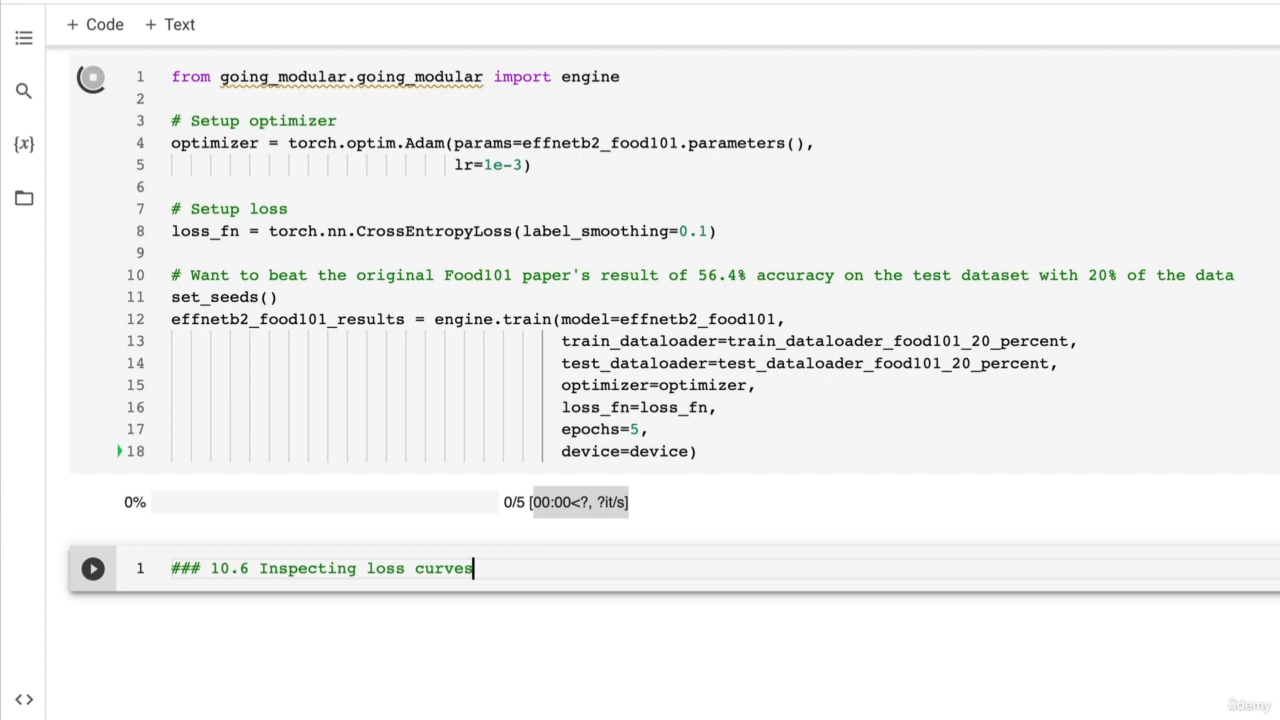 + Code + Text
{x}
1 from going_modular.going_modular import engine
2
3 # Setup optimizer
4 optimizer = torch.optim.Adam(params=effnetb2_food101.parameters(),
5 lr=1e-3)
6
7 # Setup loss
8 loss_fn = torch.nn.CrossEntropyLoss(label_smoothing=0.1)
9
10 # Want to beat the original Food101 paper's result of 56.4% accuracy on the test dataset with 20% of the data
11 set_seeds()
12 effnetb2_food101_results = engine.train(model=effnetb2_food101,
13 train_dataloader=train_dataloader_food101_20_percent,
14 test_dataloader=test_dataloader_food101_20_percent,
15 optimizer=optimizer,
16 loss_fn=loss_fn,
17 epochs=5,
18 device=device)
0% 0/5 [00:00<?, ?it/s]
1 ### 10.6 Inspecting loss curves
<>
ûdemy